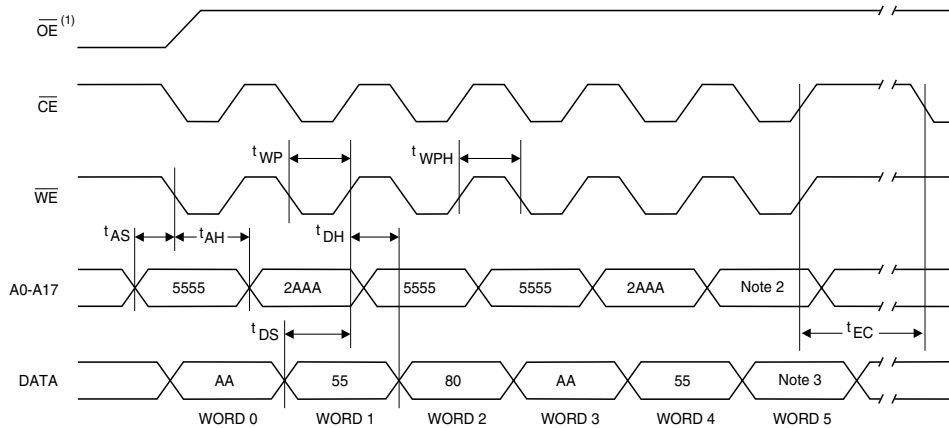 OE (1)
CE
t WP
t WPH
WE
t AS
t AH
t DH
A0-A17
5555
2AAA
5555
5555
2AAA
Note 2
t DS
t EC
DATA
AA
55
80
AA
55
Note 3
WORD 0
WORD 1
WORD 2
WORD 3
WORD 4
WORD 5